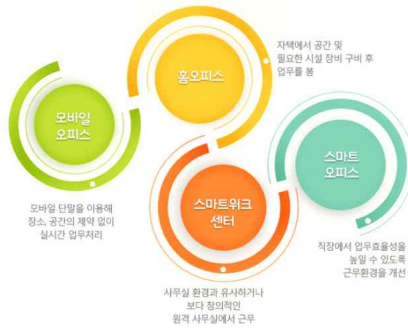 홈오피스
자택에서 공간 및
필요한 시설 장비 구비 후
업무를 봄
모바일
오피스
모바일 단말을 이용해
장소, 공간의 제약 없이
실시간 업무처리
스마트
오피스
직장에서 업무효율성을
높일 수 있도록
근무환경을 개선
스마트워크
센터
사무실 환경과 유사하거나
보다 창의적인
원격 사무실에서 근무